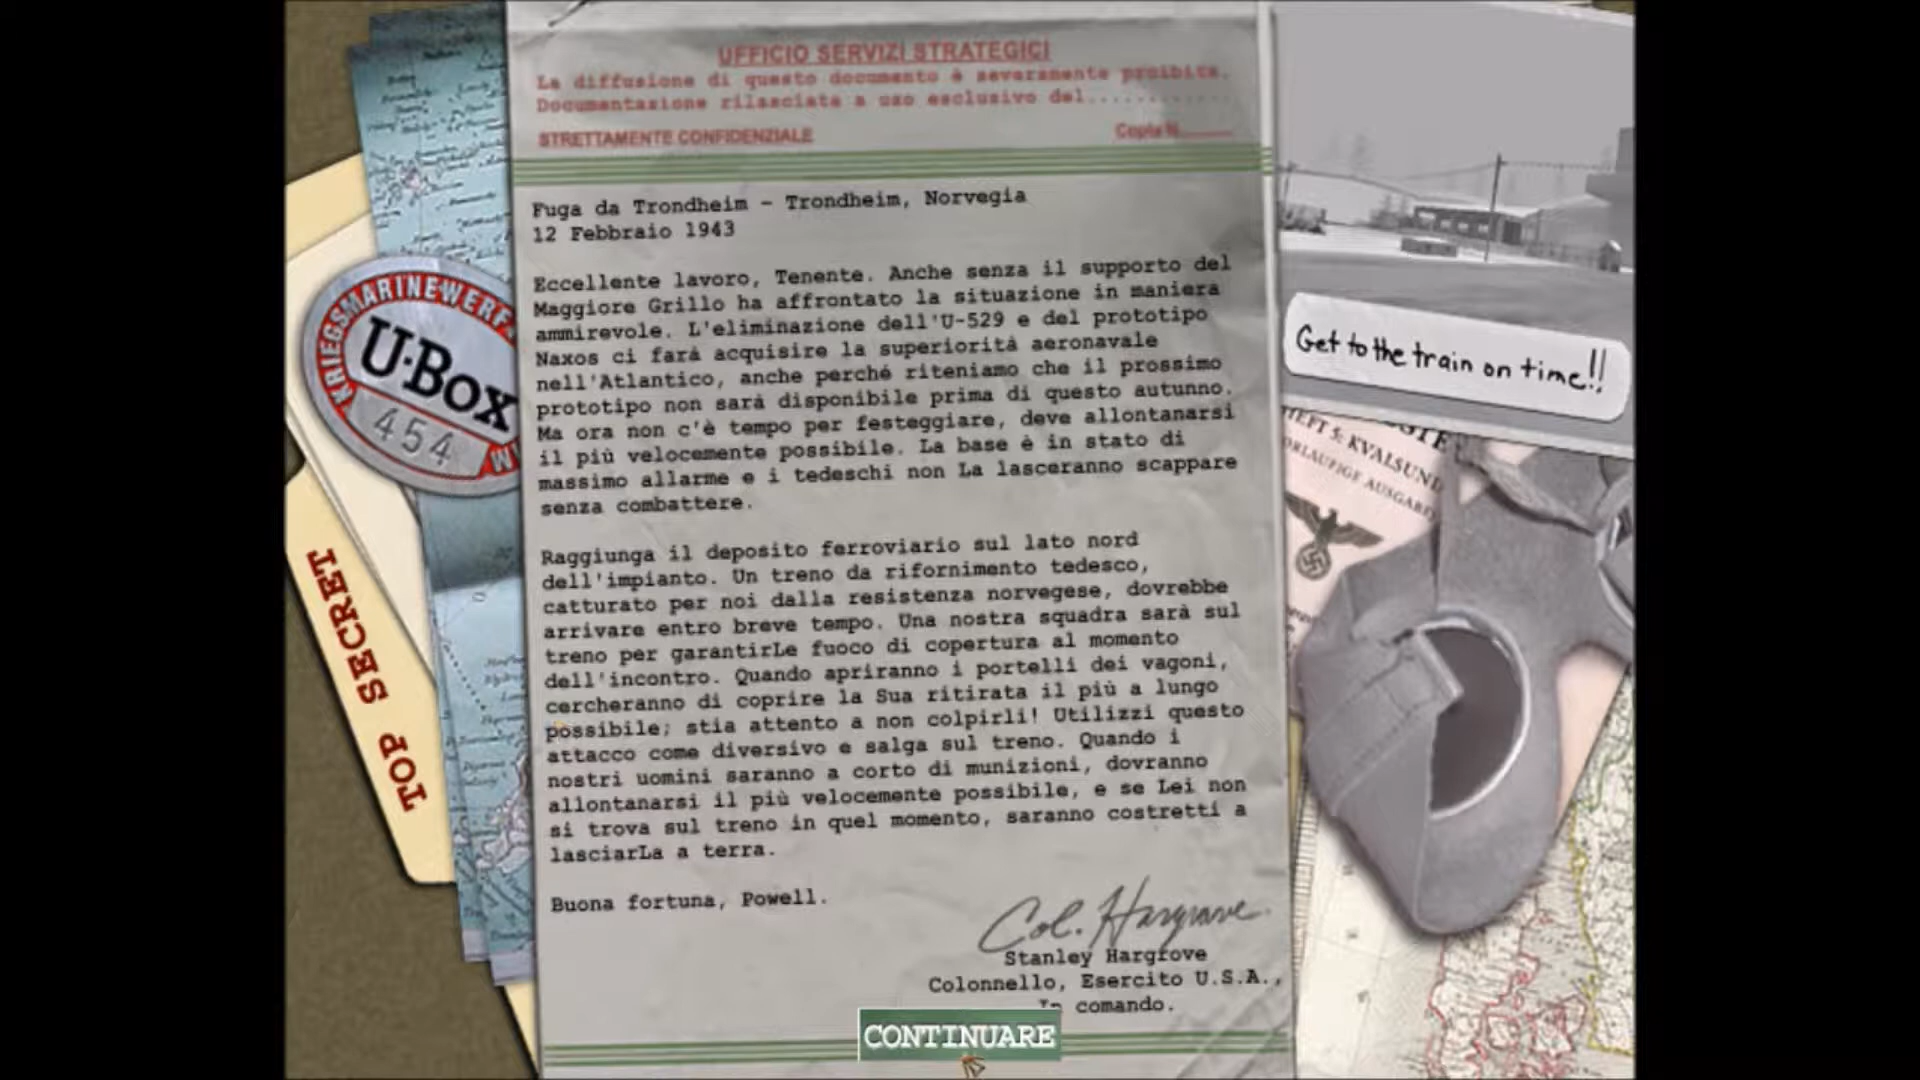 UFFICIO SERVIZI STRATEGICI
La diffusione di questo documento è severamente proibita.
Documentazione rilasciata a uso esclusivo del............
STRETTAMENTE CONFIDENZIALE
Copia N.
Fuga da Trondheim - Trondheim, Norvegia
12 Febbraio 1943
Eccellente lavoro, Tenente. Anche senza il supporto del
Maggiore Grillo ha affrontato la situazione in maniera
ammirevole. L'eliminazione dell'U-529 e del prototipo
Naxos ci farà acquisire la superiorità aeronavale
nell'Atlantico, anche perché riteniamo che il prossimo
prototipo non sarà disponibile prima di questo autunno.
Ma ora non c'è tempo per festeggiare, deve allontanarsi
il più velocemente possibile. La base è in stato di
massimo allarme e i tedeschi non La lasceranno scappare
senza combattere.
Raggiunga il deposito ferroviario sul lato nord
dell'impianto. Un treno da rifornimento tedesco,
catturato per noi dalla resistenza norvegese, dovrebbe
arrivare entro breve tempo. Una nostra squadra sarà sul
treno per garantirLe fuoco di copertura al momento
dell'incontro. Quando apriranno i portelli dei vagoni,
cercheranno di coprire la Sua ritirata il più a lungo
possibile; stia attento a non colpirli! Utilizzi questo
attacco come diversivo e salga sul treno. Quando i
nostri uomini saranno a corto di munizioni, dovranno
allontanarsi il più velocemente possibile, e se Lei non
si trova sul treno in quel momento, saranno costretti a
lasciarLa a terra.
Buona fortuna, Powell.
Col. Hargrove
Stanley Hargrove
Colonnello, Esercito U.S.A.,
In comando.
CONTINUARE
KRIEGSMARINEWERF
U-BOX
454
TOP SECRET
Get to the train on time!!
HEFT 5: KVALSUND
VORLAUFIGE AUSGABE